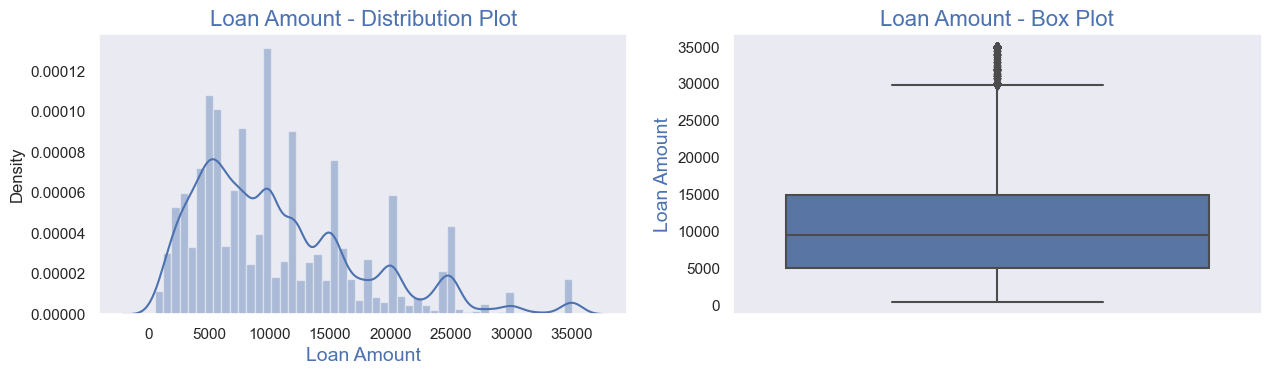 Loan Amount - Distribution Plot
Density
0.00012
0.00010
0.00008
0.00006
0.00004
0.00002
0.00000
0 5000 10000 15000 20000 25000 30000 35000
Loan Amount
Loan Amount - Box Plot
Loan Amount
35000
30000
25000
20000
15000
10000
5000
0